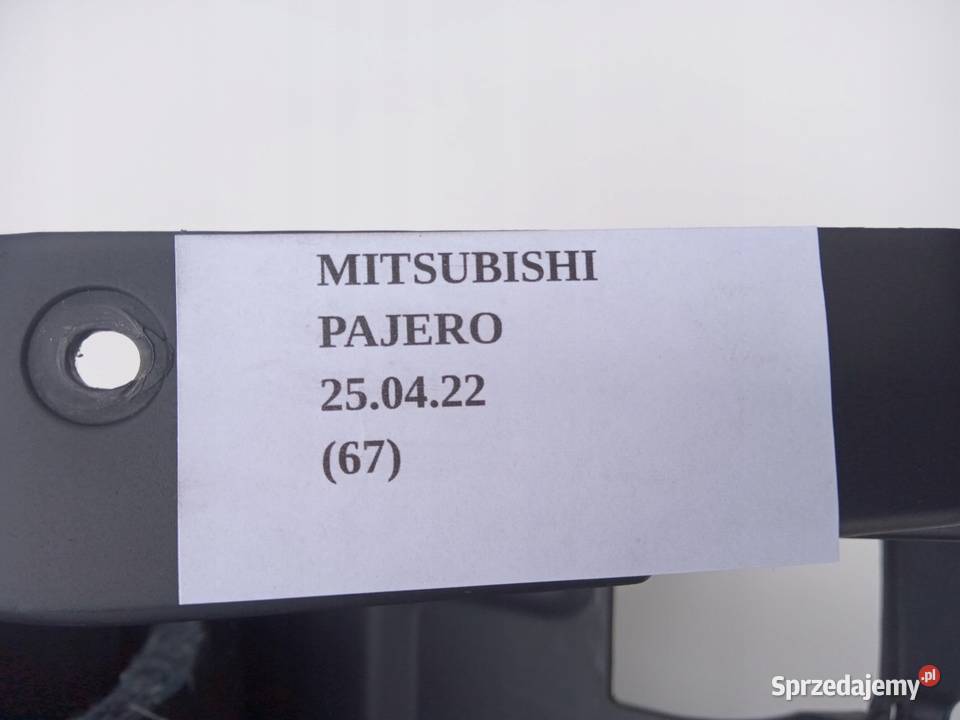 MITSUBISHI
PAJERO
25.04.22
(67)
Sprzedajemy.pl